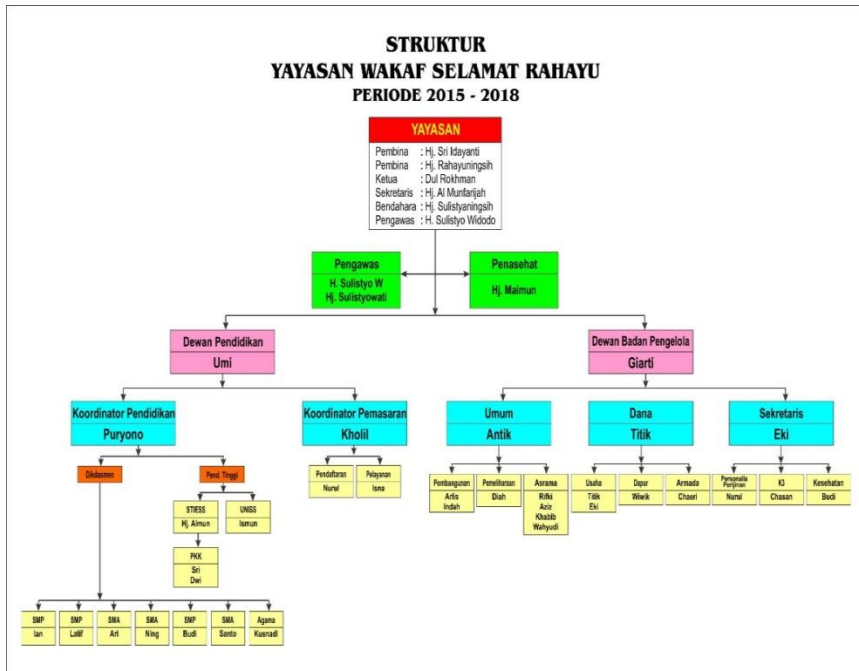 STRUKTUR
YAYASAN WAKAF SELAMAT RAHAYU
PERIODE 2015 - 2018
YAYASAN
Pembina : Hj. Sri Idayanti
Pembina : Hj. Rahayuningsih
Ketua : Dul Rokhman
Sekretaris : Hj. Al Munfarijah
Bendahara : Hj. Sulistyaningsih
Pengawas : H. Sulistyo Widodo
Pengawas
H. Sulistyo W
Hj. Sulistyowati
Penasehat
Hj. Maimun
Dewan Pendidikan
Umi
Dewan Badan Pengelola
Giarti
Koordinator Pendidikan
Puryono
Koordinator Pemasaran
Kholil
Umum
Antik
Dana
Titik
Sekretaris
Eki
Dikdasmen
Pend. Tinggi
Pendaftaran
Nurul
Pelayanan
Isna
Pembangunan
Arlis
Indah
Pemeliharaan
Diah
Asrama
Rifki
Aziz
Khabib
Wahyudi
Usaha
Titik
Eki
Dapur
Wiwik
Armada
Chaeri
Personalia
Perijinan
Nurul
K3
Chasan
Kesehatan
Budi
STIESS
Hj. Aimun
UNISS
Ismun
PKK
Sri
Dwi
SMP
Ian
SMP
Latif
SMA
Ari
SMA
Ning
SMP
Budi
SMA
Santo
Agama
Kusnadi